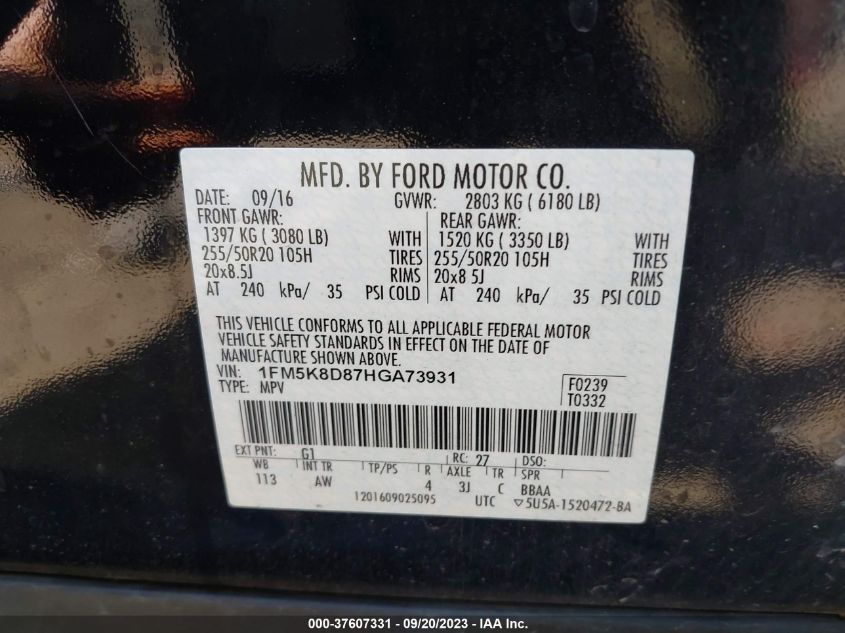 MFD. BY FORD MOTOR CO.
DATE: 09/16 GVWR: 2803 KG ( 6180 LB)
FRONT GAWR: REAR GAWR:
1397 KG ( 3080 LB) WITH 1520 KG ( 3350 LB) WITH
255/50R20 105H TIRES 255/50R20 105H TIRES
20x8.5J RIMS 20x8.5J RIMS
AT 240 kPa/ 35 PSI COLD AT 240 kPa/ 35 PSI COLD
THIS VEHICLE CONFORMS TO ALL APPLICABLE FEDERAL MOTOR
VEHICLE SAFETY STANDARDS IN EFFECT ON THE DATE OF
MANUFACTURE SHOWN ABOVE.
VIN: 1FM5K8D87HGA73931 F0239
TYPE: MPV T0332
EXT PNT: G1 RC: 27 DSO:
WB INT TR TP/PS R AXLE TR SPR
113 AW 4 3J C BBAA
1201609025095 UTC ▽5U5A-1520472-BA
000-37607331 - 09/20/2023 - IAA Inc.